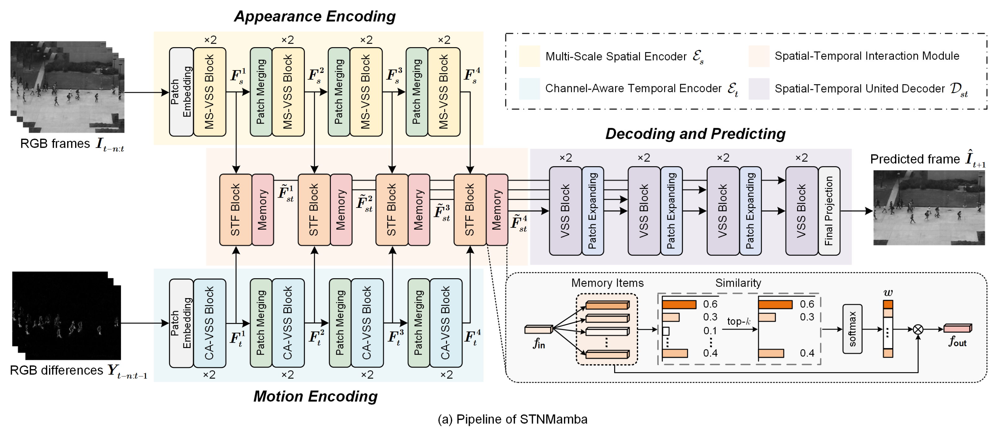 Appearance Encoding
×2 ×2 ×2 ×2
Patch Embedding
MS-VSS Block
F_s^1
Patch Merging
MS-VSS Block
F_s^2
Patch Merging
MS-VSS Block
F_s^3
Patch Merging
MS-VSS Block
F_s^4
RGB frames I_{t-n:t}
Multi-Scale Spatial Encoder ℰ_s
Spatial-Temporal Interaction Module
Channel-Aware Temporal Encoder ℰ_t
Spatial-Temporal United Decoder 𝒟_{st}
STF Block
Memory
F̃_{st}^1
STF Block
Memory
F̃_{st}^2
STF Block
Memory
F̃_{st}^3
STF Block
Memory
F̃_{st}^4
Decoding and Predicting
×2 ×2 ×2 ×2
VSS Block
Patch Expanding
VSS Block
Patch Expanding
VSS Block
Patch Expanding
VSS Block
Final Projection
Predicted frame Î_{t+1}
Patch Embedding
CA-VSS Block
F_t^1
Patch Merging
CA-VSS Block
F_t^2
Patch Merging
CA-VSS Block
F_t^3
Patch Merging
CA-VSS Block
F_t^4
×2 ×2 ×2 ×2
RGB differences Y_{t-n:t-1}
Motion Encoding
Memory Items
Similarity
f_in
⋮
0.6
0.3
0.1
⋮ ⋮
0.4
top-k
0.6
0.3
0.4
softmax
w
⋮
f_out
(a) Pipeline of STNMamba